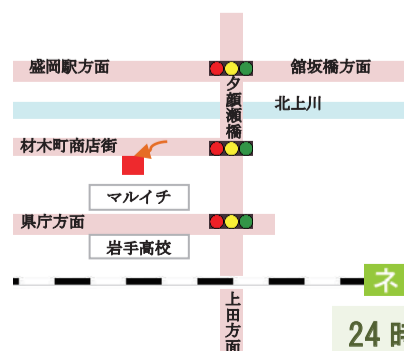 盛岡駅方面
舘坂橋方面
夕顔瀬橋
北上川
材木町商店街
マルイチ
県庁方面
岩手高校
ネ
上田方面
24 時